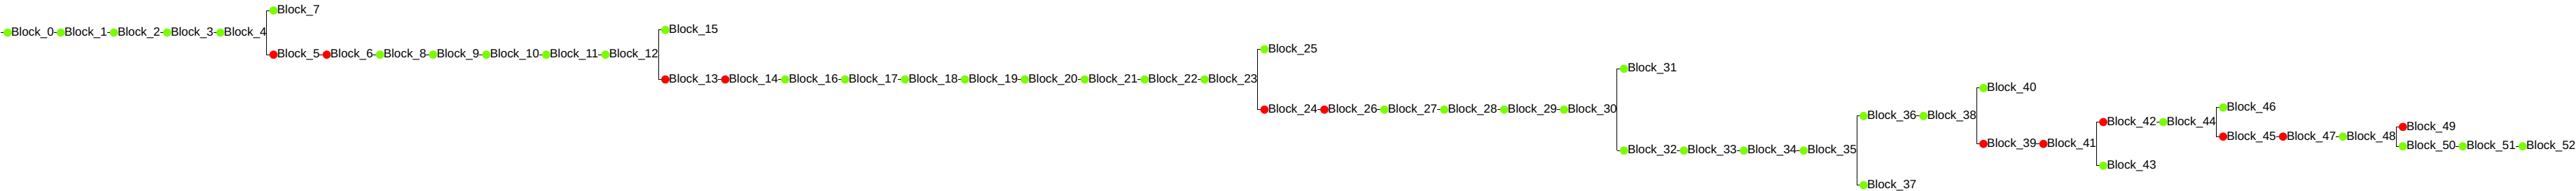 Block_7
Block_0 Block_1 Block_2 Block_3 Block_4
Block_5 Block_6 Block_8 Block_9 Block_10 Block_11 Block_12
Block_15
Block_13 Block_14 Block_16 Block_17 Block_18 Block_19 Block_20 Block_21 Block_22 Block_23
Block_25
Block_24 Block_26 Block_27 Block_28 Block_29 Block_30
Block_31
Block_32 Block_33 Block_34 Block_35
Block_36 Block_38
Block_37
Block_40
Block_39 Block_41
Block_42 Block_44
Block_43
Block_46
Block_45 Block_47 Block_48
Block_49
Block_50 Block_51 Block_52